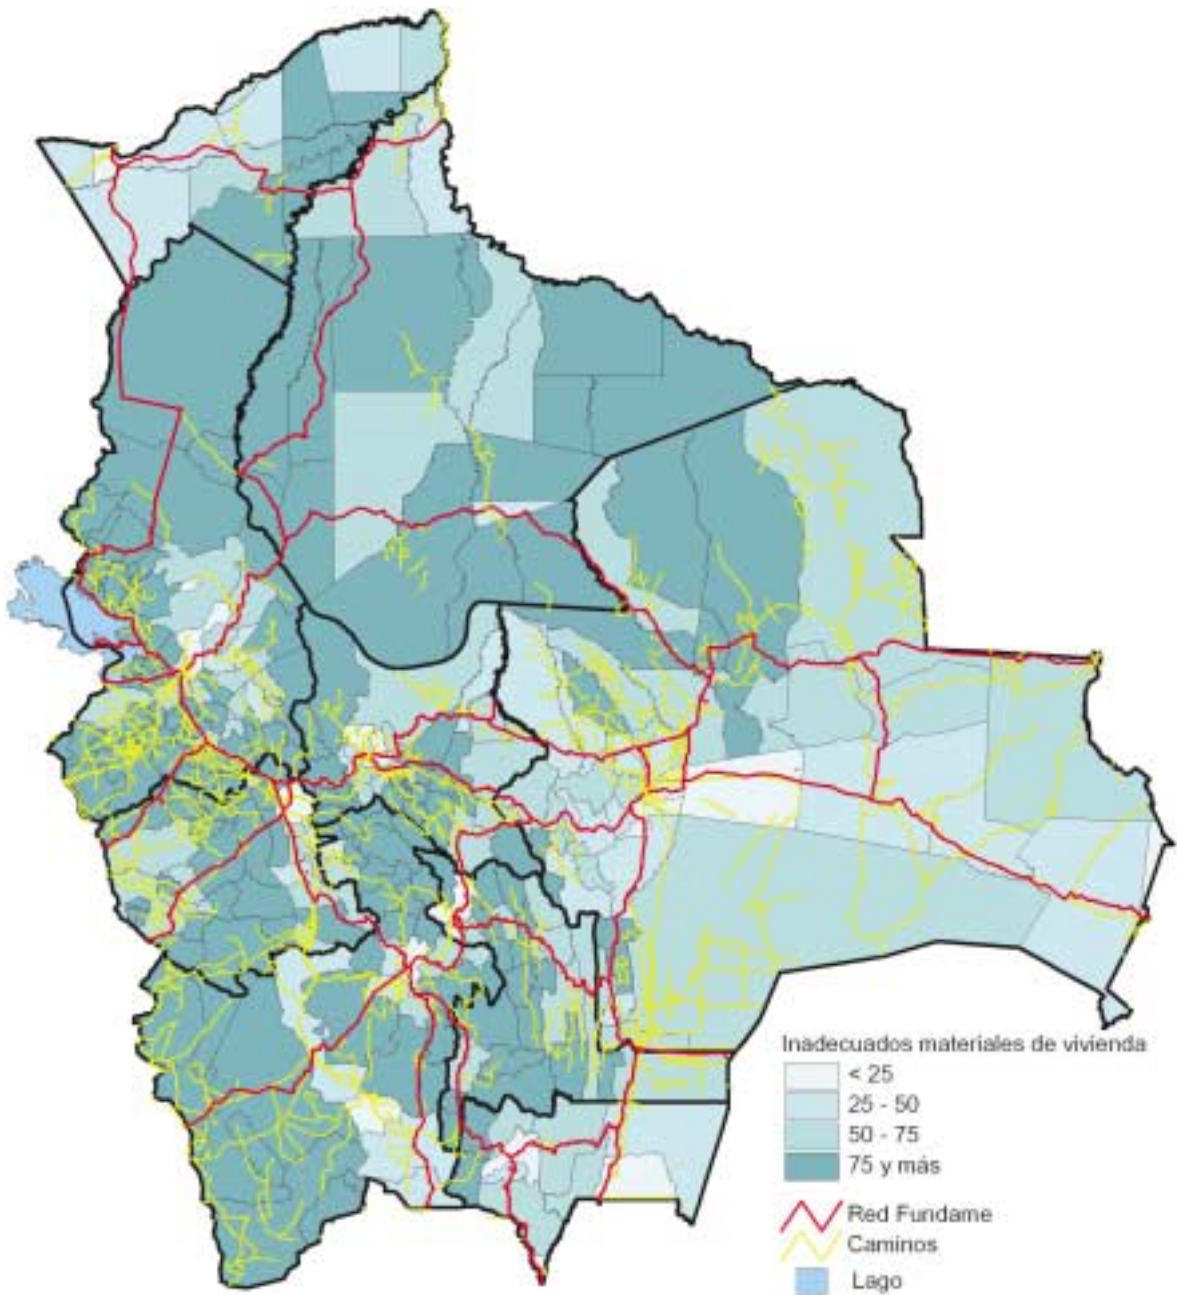 Inadecuados materiales de vivienda
< 25
25 - 50
50 - 75
75 y más
Red Fundame
Caminos
Lago